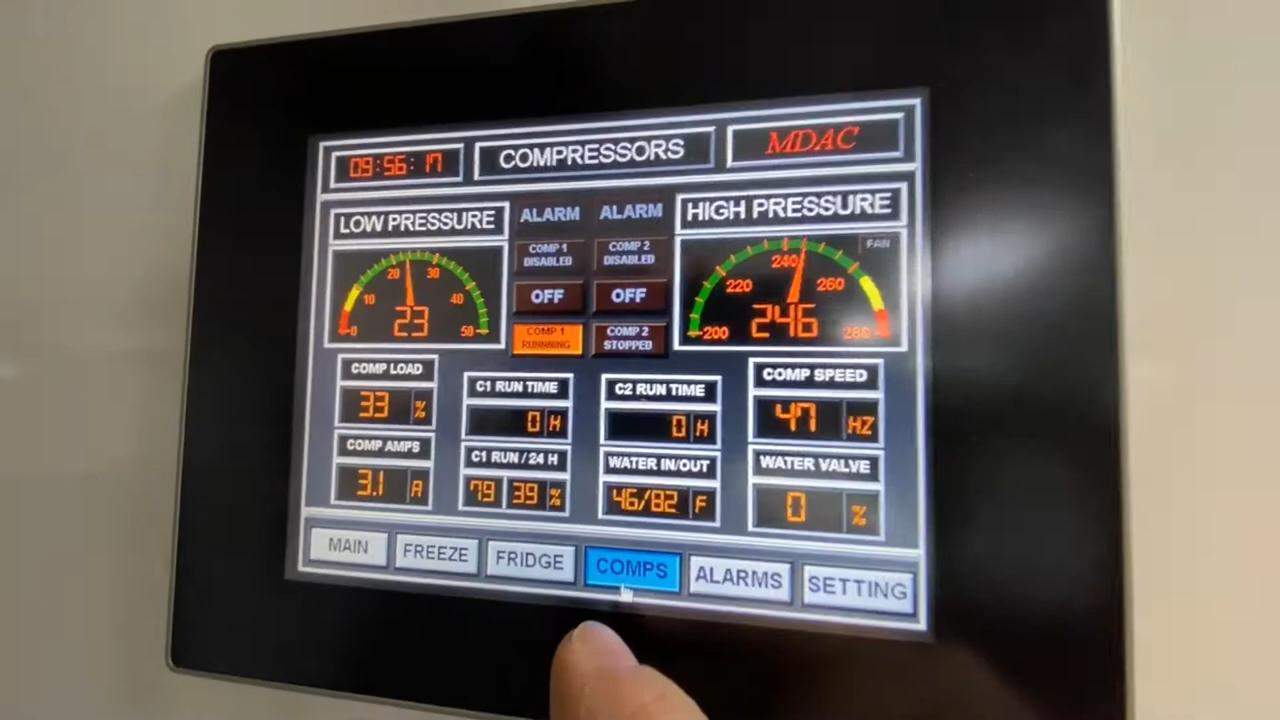 09:56:17 COMPRESSORS MDAC
LOW PRESSURE ALARM ALARM HIGH PRESSURE
COMP 1 DISABLED
COMP 2 DISABLED
FAN
0 10 20 30 40 50
23
OFF OFF
200 220 240 260 280
246
COMP 1 RUNNNING
COMP 2 STOPPED
COMP LOAD
33 %
C1 RUN TIME
0 H
C2 RUN TIME
0 H
COMP SPEED
47 HZ
COMP AMPS
3.1 A
C1 RUN / 24 H
79 39 %
WATER IN/OUT
46/82 F
WATER VALVE
0 %
MAIN FREEZE FRIDGE COMPS ALARMS SETTING